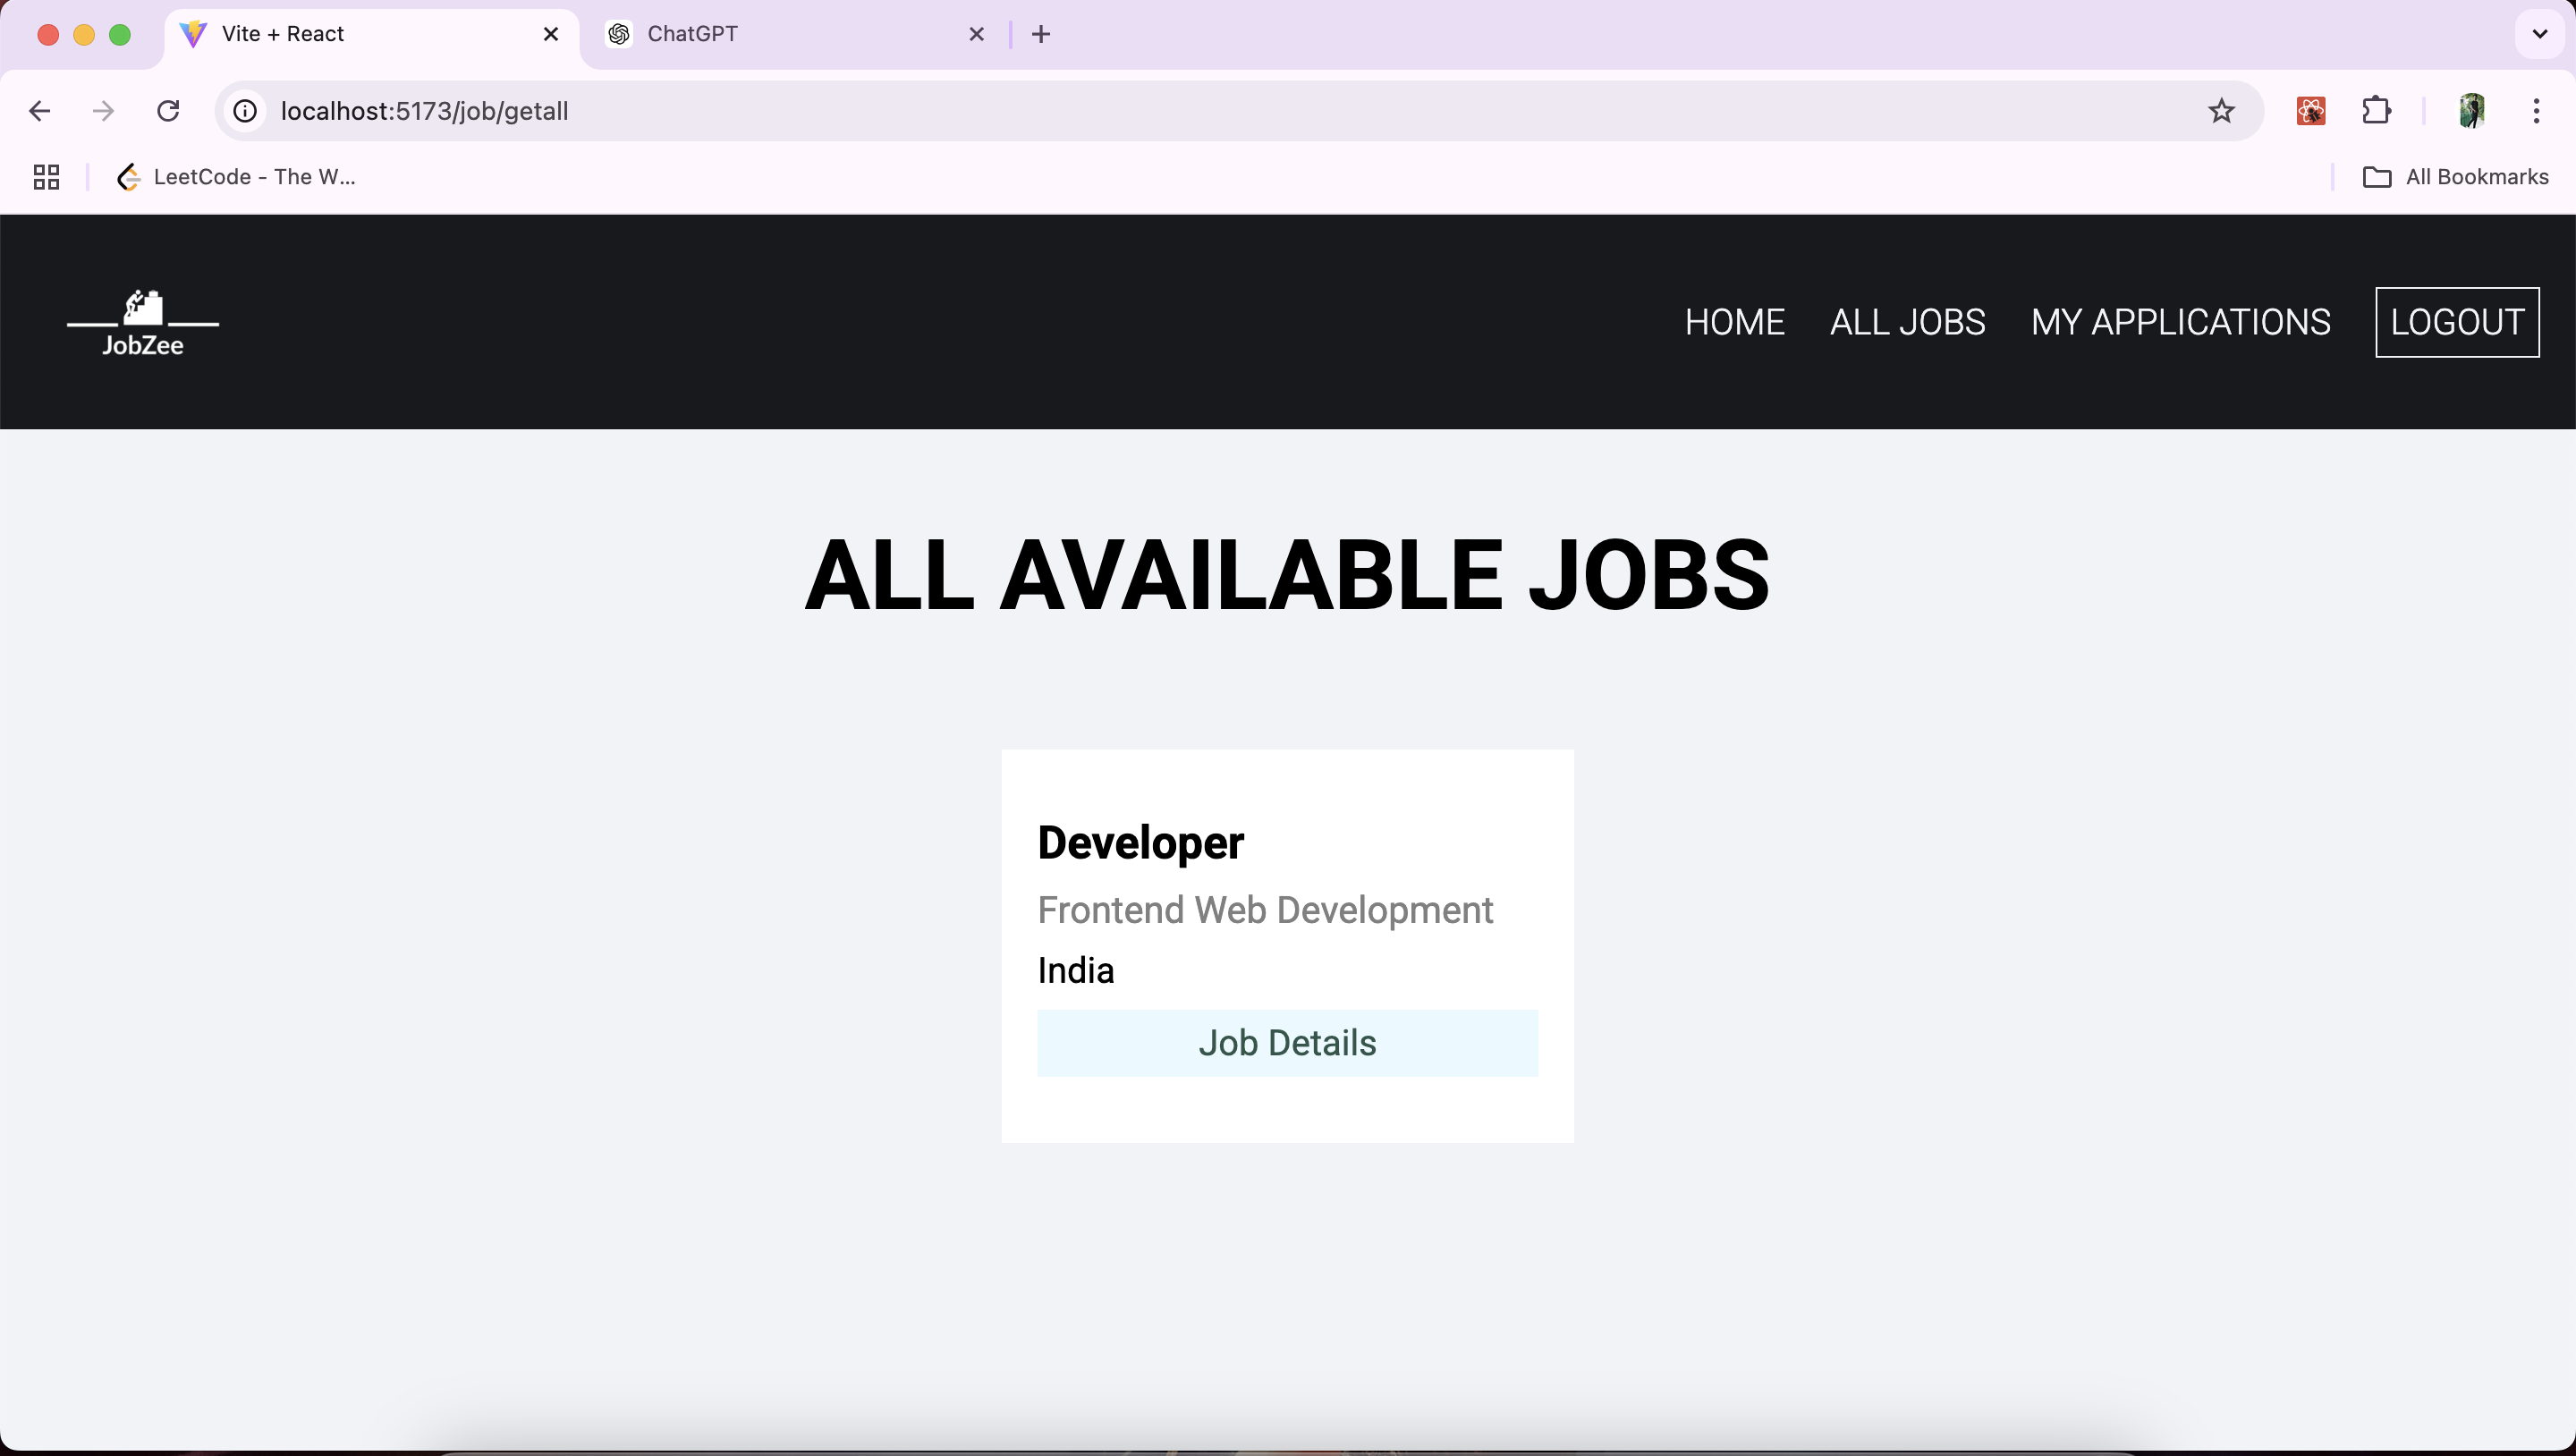 Vite + React
ChatGPT
localhost:5173/job/getall
LeetCode - The W...
All Bookmarks
JobZee
HOME ALL JOBS MY APPLICATIONS LOGOUT
ALL AVAILABLE JOBS
Developer
Frontend Web Development
India
Job Details